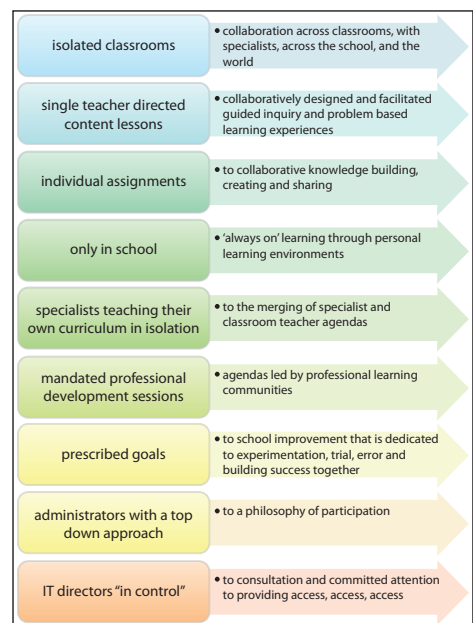 isolated classrooms
• collaboration across classrooms, with
specialists, across the school, and the
world
single teacher directed
content lessons
• collaboratively designed and facilitated
guided inquiry and problem based
learning experiences
individual assignments
• to collaborative knowledge building,
creating and sharing
only in school
• ‘always on’ learning through personal
learning environments
specialists teaching their
own curriculum in isolation
• to the merging of specialist and
classroom teacher agendas
mandated professional
development sessions
• agendas led by professional learning
communities
prescribed goals
• to school improvement that is dedicated
to experimentation, trial, error and
building success together
administrators with a top
down approach
• to a philosophy of participation
IT directors “in control”
• to consultation and committed attention
to providing access, access, access